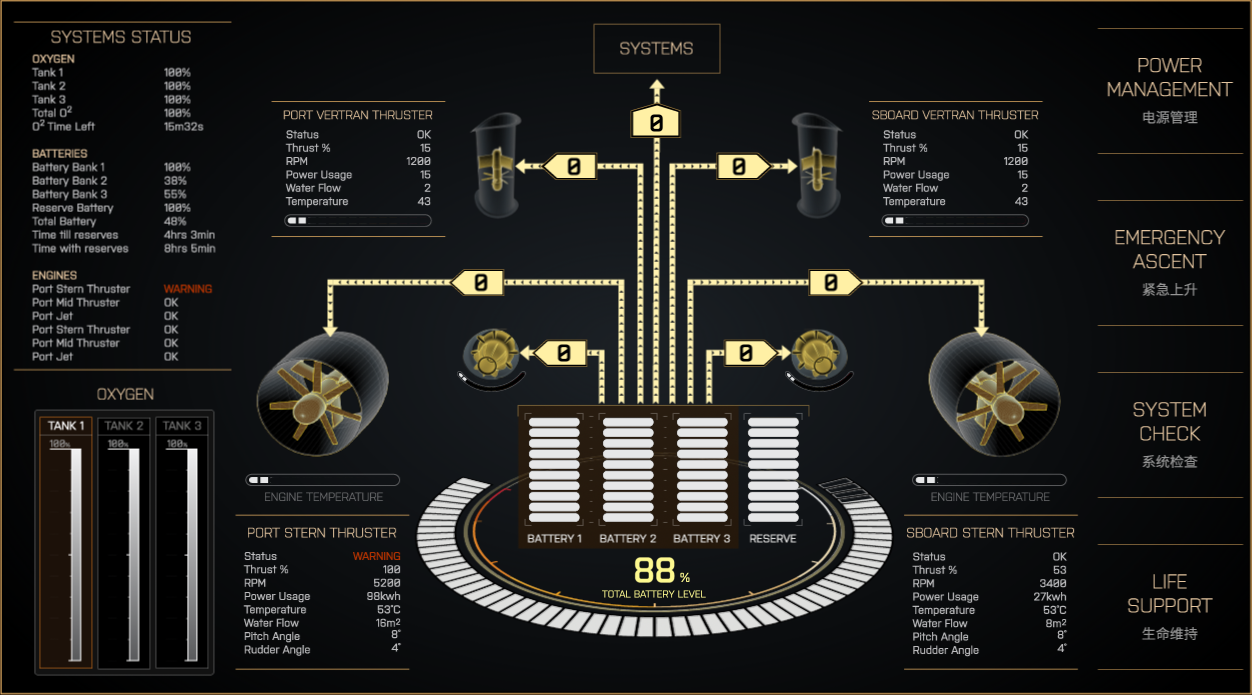 SYSTEMS STATUS
OXYGEN
Tank 1 100%
Tank 2 100%
Tank 3 100%
Total O² 100%
O² Time Left 15m32s
BATTERIES
Battery Bank 1 100%
Battery Bank 2 38%
Battery Bank 3 55%
Reserve Battery 100%
Total Battery 48%
Time till reserves 4hrs 3min
Time with reserves 8hrs 5min
ENGINES
Port Stern Thruster WARNING
Port Mid Thruster OK
Port Jet OK
Port Stern Thruster OK
Port Mid Thruster OK
Port Jet OK
OXYGEN
TANK 1 TANK 2 TANK 3
100% 100% 100%
SYSTEMS
0
PORT VERTRAN THRUSTER
Status OK
Thrust % 15
RPM 1200
Power Usage 15
Water Flow 2
Temperature 43
0
0
SBOARD VERTRAN THRUSTER
Status OK
Thrust % 15
RPM 1200
Power Usage 15
Water Flow 2
Temperature 43
0
0
0
0
ENGINE TEMPERATURE
PORT STERN THRUSTER
Status WARNING
Thrust % 100
RPM 5200
Power Usage 98kwh
Temperature 53°C
Water Flow 16m²
Pitch Angle 8°
Rudder Angle 4°
BATTERY 1 BATTERY 2 BATTERY 3 RESERVE
88 %
TOTAL BATTERY LEVEL
ENGINE TEMPERATURE
SBOARD STERN THRUSTER
Status OK
Thrust % 53
RPM 3400
Power Usage 27kwh
Temperature 53°C
Water Flow 8m²
Pitch Angle 8°
Rudder Angle 4°
POWER
MANAGEMENT
电源管理
EMERGENCY
ASCENT
紧急上升
SYSTEM
CHECK
系统检查
LIFE
SUPPORT
生命维持